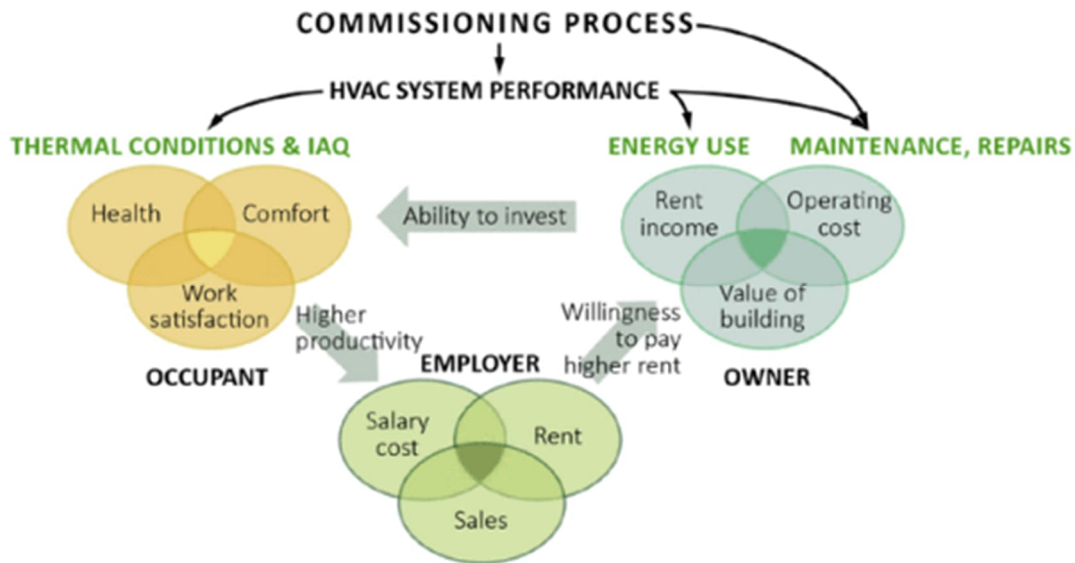 COMMISSIONING PROCESS
HVAC SYSTEM PERFORMANCE
THERMAL CONDITIONS & IAQ
ENERGY USE
MAINTENANCE, REPAIRS
Health
Comfort
Work
satisfaction
OCCUPANT
Ability to invest
Rent
income
Operating
cost
Value of
building
OWNER
Higher
productivity
Willingness
to pay
higher rent
EMPLOYER
Salary
cost
Rent
Sales